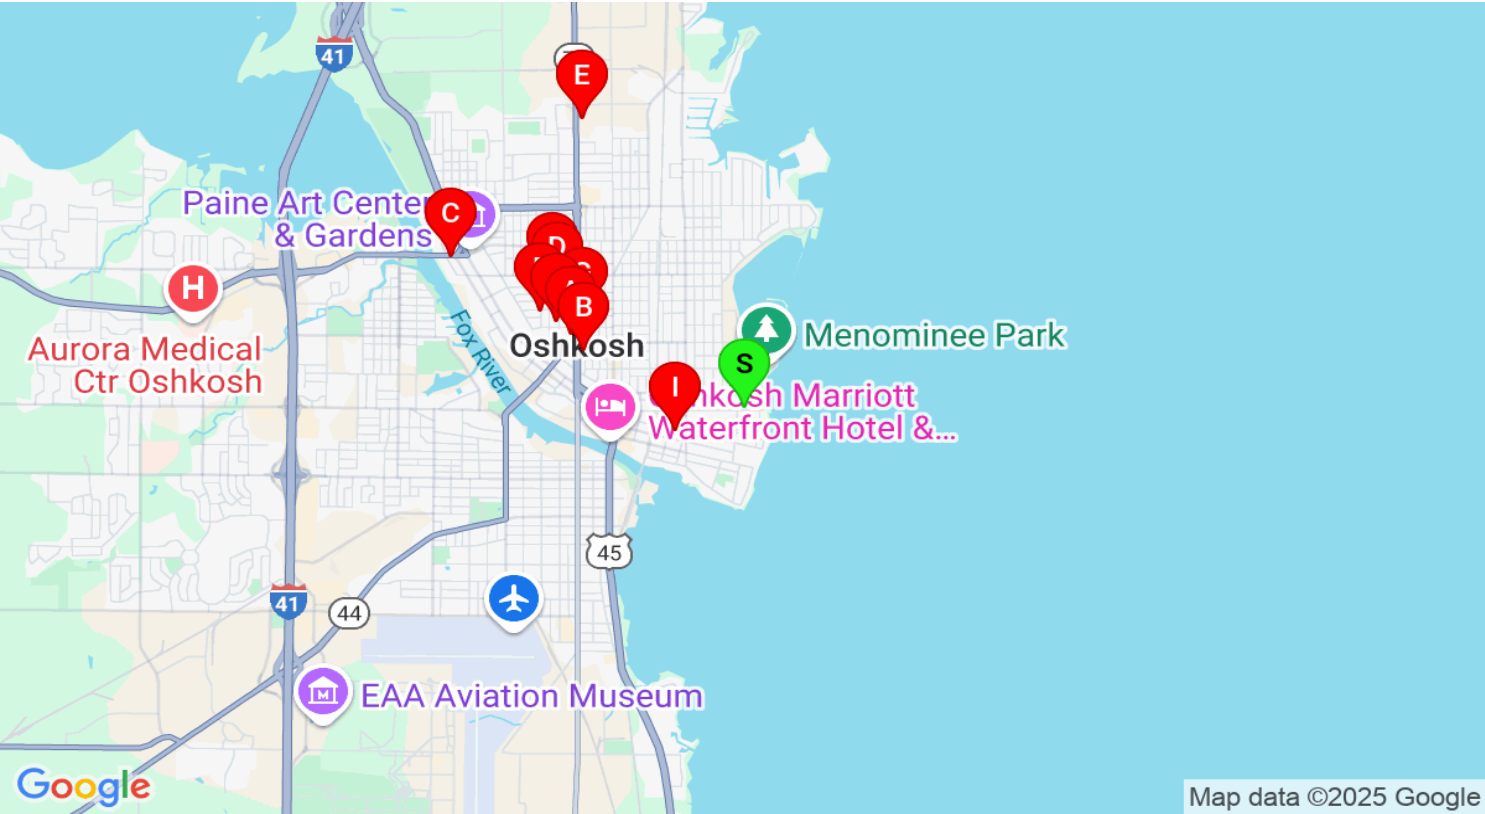 41
E
Paine Art Center
& Gardens
C
D
H
B
Oshkosh
Menominee Park
Fox River
Aurora Medical
Ctr Oshkosh
S
I
Oshkosh Marriott
Waterfront Hotel &...
45
41
44
EAA Aviation Museum
Google
Map data ©2025 Google